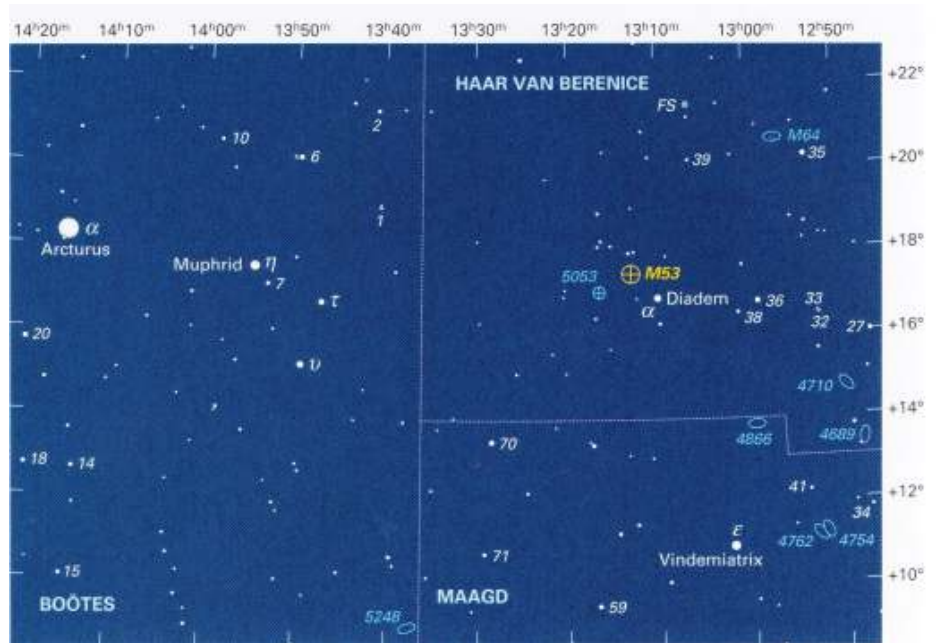 14ʰ20ᵐ 14ʰ10ᵐ 14ʰ00ᵐ 13ʰ50ᵐ 13ʰ40ᵐ 13ʰ30ᵐ 13ʰ20ᵐ 13ʰ10ᵐ 13ʰ00ᵐ 12ʰ50ᵐ
+22°
HAAR VAN BERENICE
FS
2
M64
10
35
6
39
+20°
1
α
Arcturus
+18°
Muphrid η
7
5053
M53
τ
Diadem
α
36
38
33
32
27
+16°
20
υ
4710
+14°
4866
4689
70
18
14
+12°
41
34
ε
4762
4754
Vindemiatrix
71
15
+10°
BOÖTES
MAAGD
59
5248